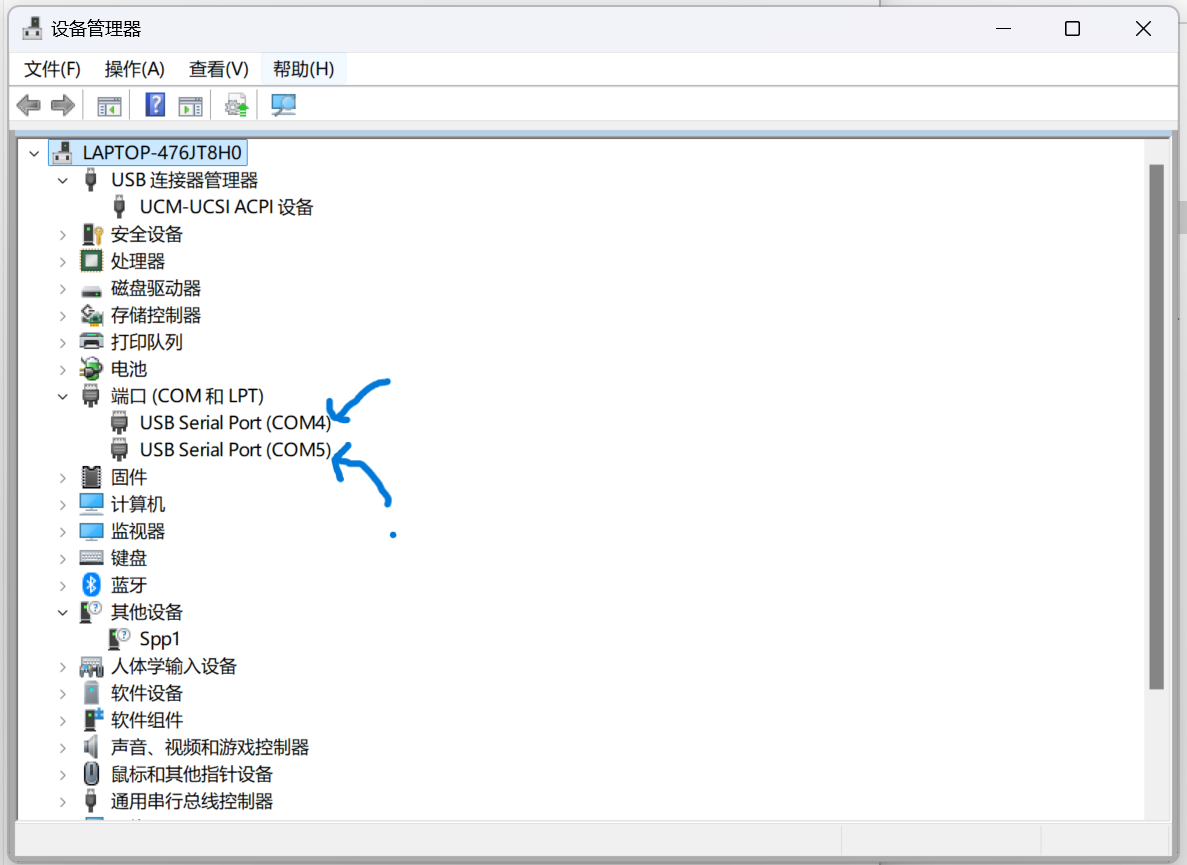 设备管理器
文件(F) 操作(A) 查看(V) 帮助(H)
LAPTOP-476JT8H0
USB 连接器管理器
UCM-UCSI ACPI 设备
安全设备
处理器
磁盘驱动器
存储控制器
打印队列
电池
端口 (COM 和 LPT)
USB Serial Port (COM4)
USB Serial Port (COM5)
固件
计算机
监视器
键盘
蓝牙
其他设备
Spp1
人体学输入设备
软件设备
软件组件
声音、视频和游戏控制器
鼠标和其他指针设备
通用串行总线控制器